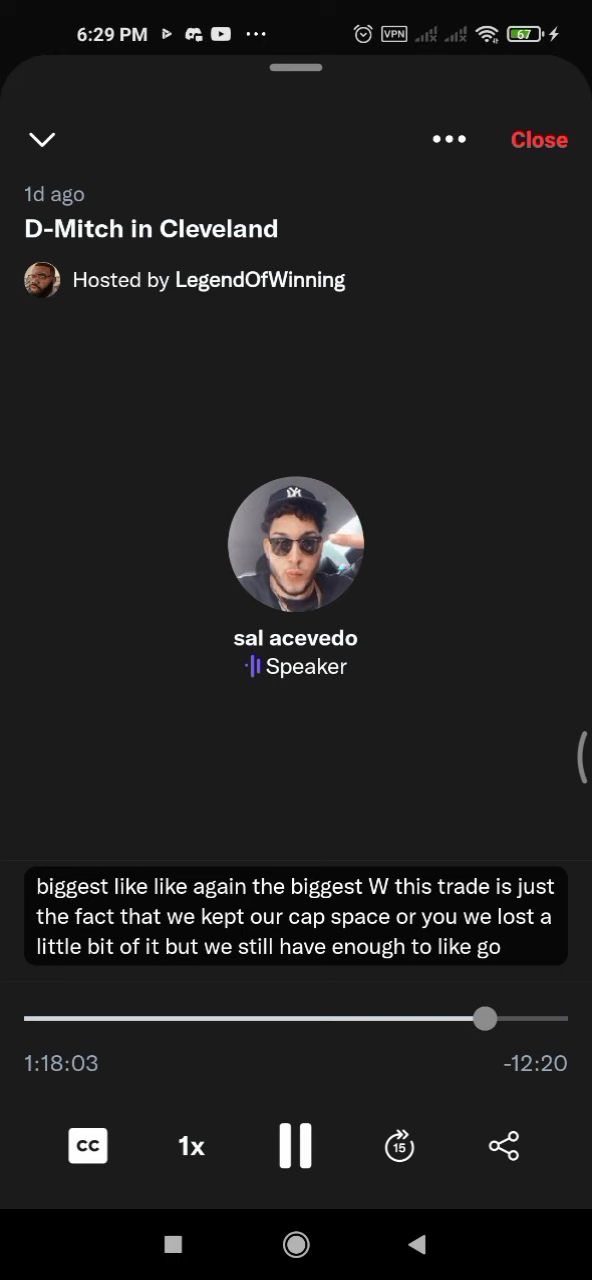 6:29 PM
VPN
67
Close
1d ago
D-Mitch in Cleveland
Hosted by LegendOfWinning
sal acevedo
Speaker
biggest like like again the biggest W this trade is just
the fact that we kept our cap space or you we lost a
little bit of it but we still have enough to like go
1:18:03 -12:20
CC 1x 15